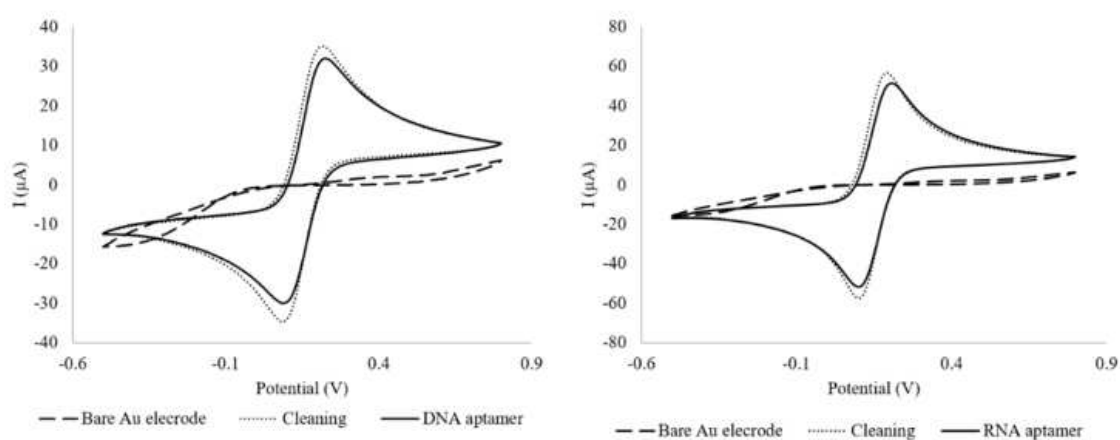 40
30
20
10
0
-10
-20
-30
-40
I (µA)
-0.6 -0.1 0.4 0.9
Potential (V)
Bare Au elecrode Cleaning DNA aptamer
80
60
40
20
0
-20
-40
-60
-80
I (µA)
-0.6 -0.1 0.4 0.9
Potential (V)
Bare Au elecrode Cleaning RNA aptamer